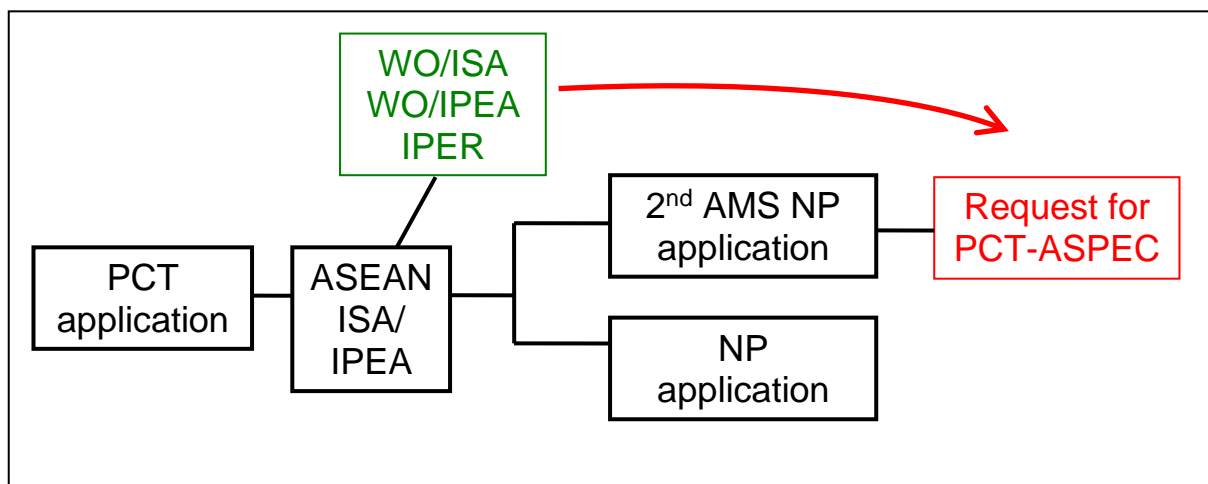 WO/ISA
WO/IPEA
IPER
PCT
application
ASEAN
ISA/
IPEA
2nd AMS NP
application
Request for
PCT-ASPEC
NP
application